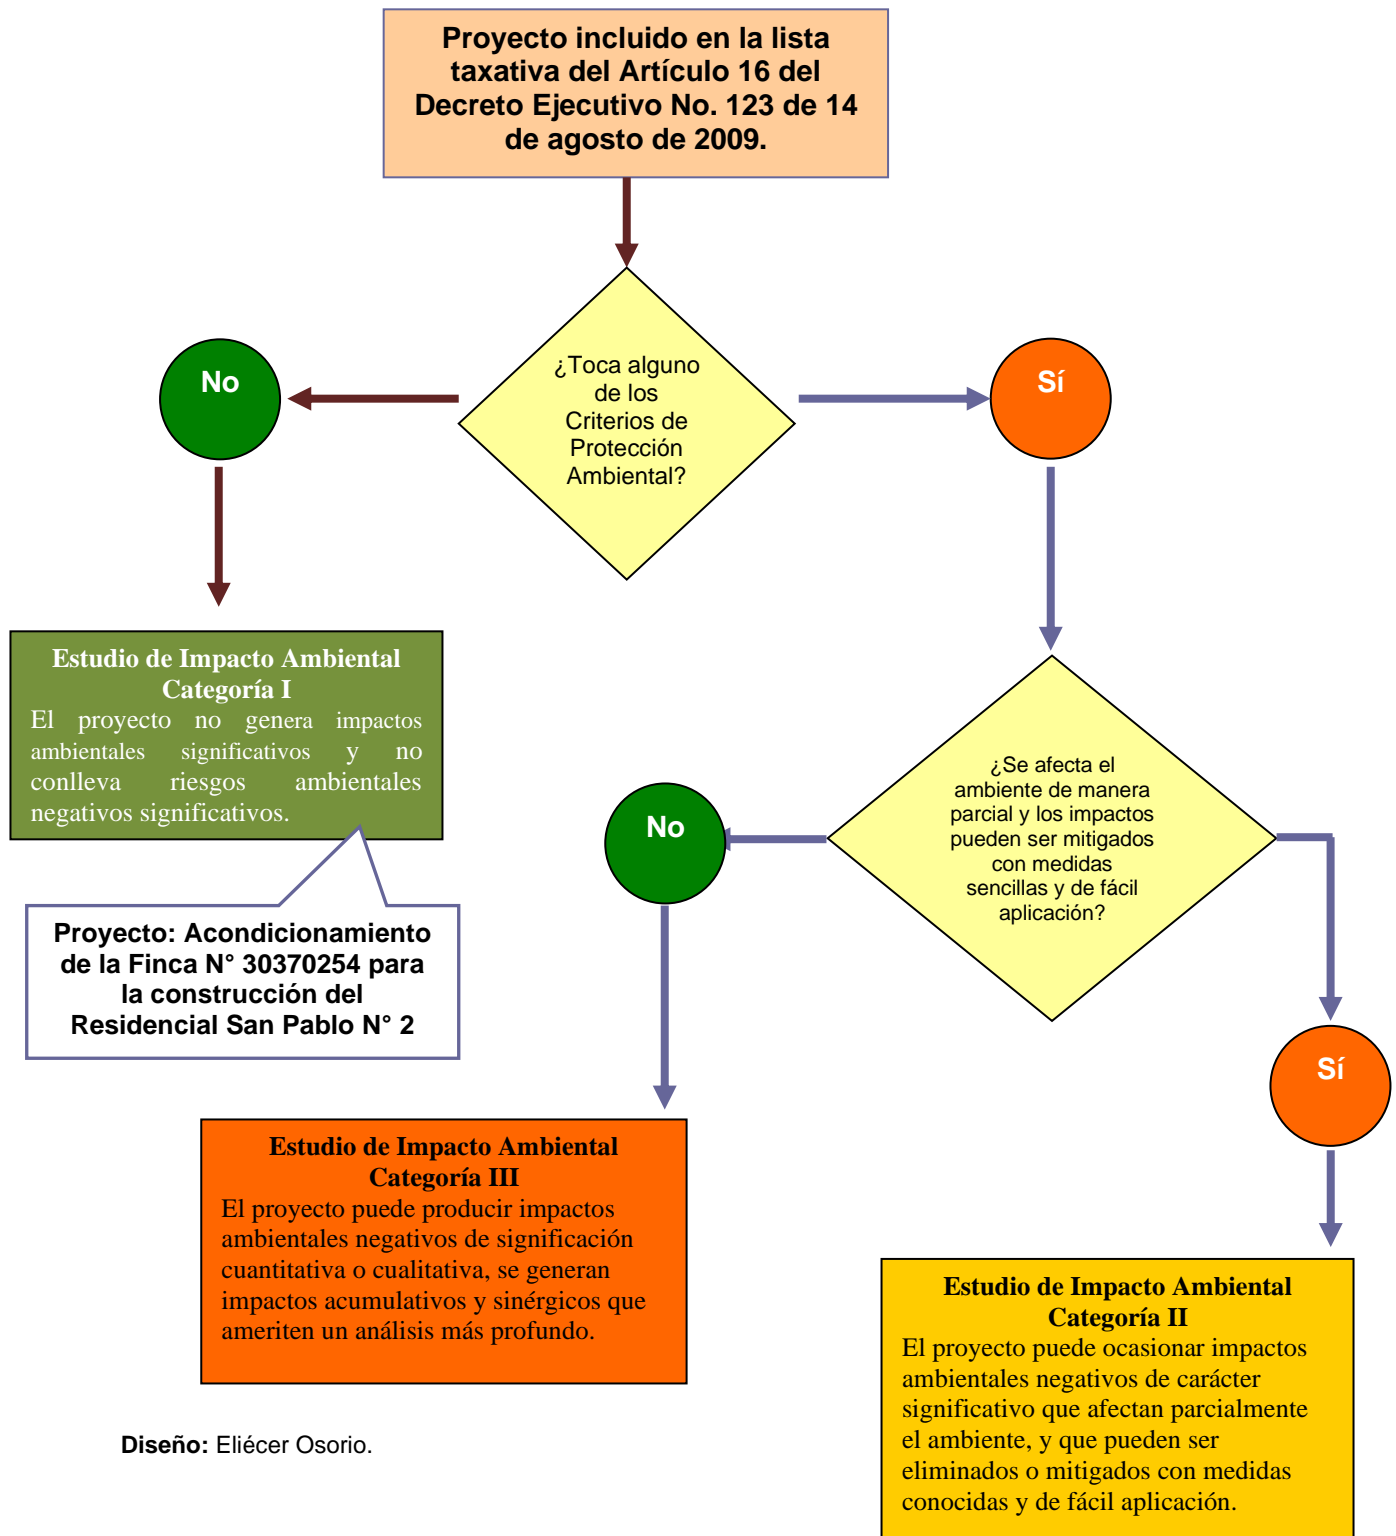 Proyecto incluido en la lista
taxativa del Artículo 16 del
Decreto Ejecutivo No. 123 de 14
de agosto de 2009.
¿Toca alguno
de los
Criterios de
Protección
Ambiental?
No
Sí
Estudio de Impacto Ambiental
Categoría I
El proyecto no genera impactos
ambientales significativos y no
conlleva riesgos ambientales
negativos significativos.
¿Se afecta el
ambiente de manera
parcial y los impactos
pueden ser mitigados
con medidas
sencillas y de fácil
aplicación?
No
Proyecto: Acondicionamiento
de la Finca N° 30370254 para
la construcción del
Residencial San Pablo N° 2
Sí
Estudio de Impacto Ambiental
Categoría III
El proyecto puede producir impactos
ambientales negativos de significación
cuantitativa o cualitativa, se generan
impactos acumulativos y sinérgicos que
ameriten un análisis más profundo.
Estudio de Impacto Ambiental
Categoría II
El proyecto puede ocasionar impactos
ambientales negativos de carácter
significativo que afectan parcialmente
el ambiente, y que pueden ser
eliminados o mitigados con medidas
conocidas y de fácil aplicación.
Diseño: Eliécer Osorio.